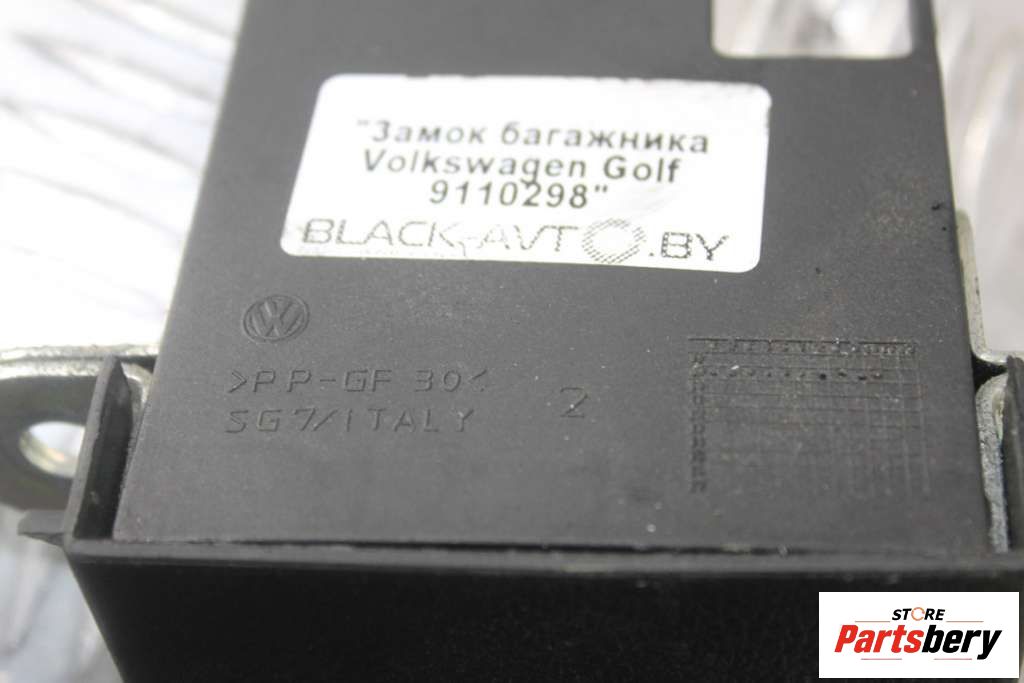 "Замок багажника
Volkswagen Golf
9110298"
BLACK-AVTO.BY
>PP-GF 30<
SG7/ITALY
2
STORE
Partsbery